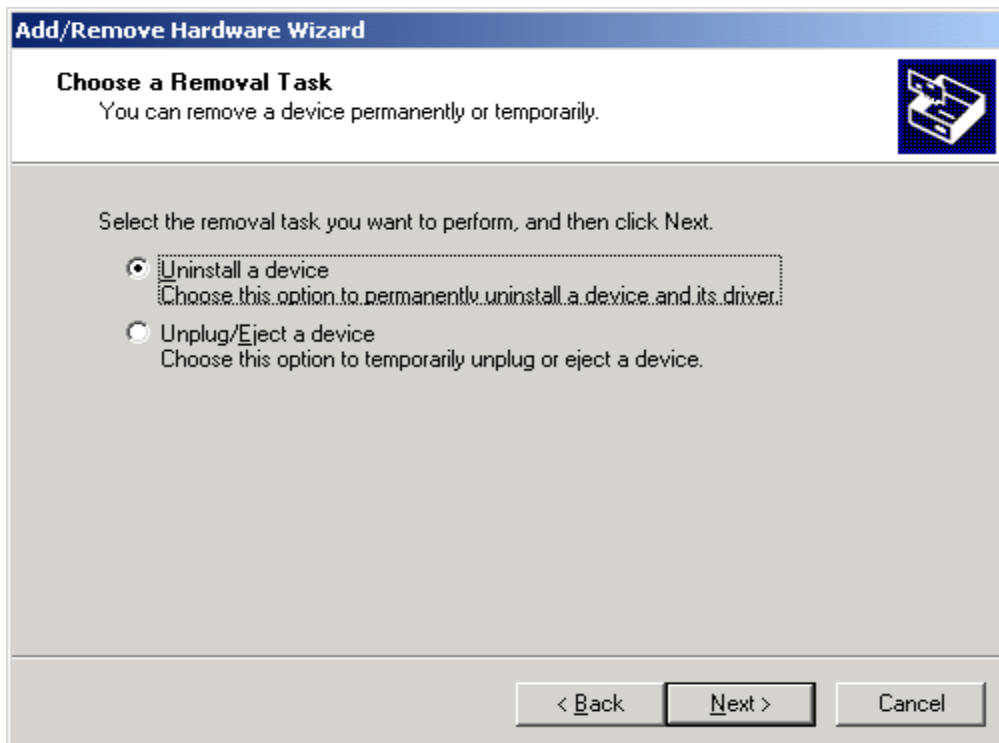 Add/Remove Hardware Wizard
Choose a Removal Task
You can remove a device permanently or temporarily.
Select the removal task you want to perform, and then click Next.
Uninstall a device
Choose this option to permanently uninstall a device and its driver.
Unplug/Eject a device
Choose this option to temporarily unplug or eject a device.
< Back
Next >
Cancel